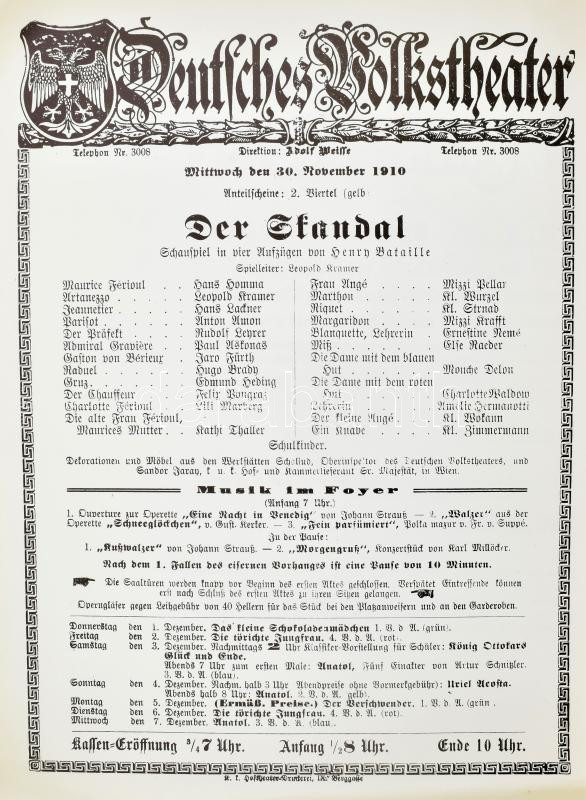 Deutsches Volkstheater
Telephon Nr. 3008 Direktion: Adolf Weisse Telephon Nr. 3008
Mittwoch den 30. November 1910
Anteilscheine: 2. Viertel (gelb
Der Skandal
Schauspiel in vier Aufzügen von Henry Bataille
Spielleiter: Leopold Kramer
Maurice Férioul . . Hans Homma
Artanezzo . . . . Leopold Kramer
Jeannetier . . . . Hans Lackner
Parisot . . . . Anton Amon
Der Präfekt . . . Rudolf Leyrer
Admiral Gravière . . Paul Askonas
Gaston von Bérieux . Jaro Fürth
Raduel . . . . Hugo Brady
Gruz . . . . Edmund Heding
Der Chauffeur . . . Felix Pongraz
Charlotte Férioul . . Lili Marberg
Die alte Frau Férioul,
Maurices Mutter . . Kathi Thaller
Frau Angé . . . . Mizzi Pellar
Marthon . . . . Kl. Wurzel
Riquet . . . . Kl. Strnad
Margaridon . . . Mizzi Krafft
Blanquette, Lehrerin . Ernestine Nemé
Miß . . . . Else Raeder
Die Dame mit dem blauen
Hut . . . . Mouche Delon
Die Dame mit dem roten
Hut . . . . Charlotte Waldow
Lehrerin . . . . Amélie Hermanotti
Der kleine Angé . . Kl. Wokann
Ein Knabe . . . Kl. Zimmermann
Schulkinder.
Dekorationen und Möbel aus den Werkstätten Schobud, Oberinspektor des Deutschen Volkstheaters, und
Sandor Jaray, k. u. k. Hof- und Kammerlieferant Sr. Majestät, in Wien.
Musik im Foyer
(Anfang 7 Uhr.)
1. Ouverture zur Operette „Eine Nacht in Venedig" von Johann Strauß — 2. „Walzer" aus der
Operette „Schneeglöckchen", v. Gust. Kerker. — 3. „Fein parfümiert", Polka mazur v. Fr. v. Suppé.
In der Pause:
1. „Kußwalzer" von Johann Strauß. — 2. „Morgengruß", Konzertstück von Karl Millöcker.
Nach dem 1. Fallen des eisernen Vorhanges ist eine Pause von 10 Minuten.
Die Saaltüren werden knapp vor Beginn des ersten Aktes geschlossen. Verspätet Eintreffende können
erst nach Schluß des ersten Aktes zu ihren Sitzen gelangen.
Operngläser gegen Leihgebühr von 40 Hellern für das Stück bei den Platzanweisern und an den Garderoben.
Donnerstag den 1. Dezember. Das kleine Schokoladenmädchen 1. V. d A. (grün).
Freitag den 2. Dezember. Die törichte Jungfrau. 4. V. d A. (rot).
Samstag den 3. Dezember. Nachmittags 2 Uhr Klassiker-Vorstellung für Schüler: König Ottokars
Glück und Ende.
Abends 7 Uhr zum ersten Male: Anatol, Fünf Einakter von Artur Schnitzler.
3. V. d A. (blau).
Sonntag den 4. Dezember. Nachm. halb 3 Uhr (Abendpreise ohne Vormerkgebühr): Uriel Acosta.
Abends halb 8 Uhr: Anatol. 2. V. d A. gelb).
Montag den 5. Dezember. (Ermäß. Preise.) Der Verschwender. 1. V. d A. (grün.
Dienstag den 6. Dezember. Die törichte Jungfrau. 4. V. d A. (rot).
Mittwoch den 7. Dezember. Anatol. 3. V. d A. (blau).
Kassen-Eröffnung 3/4 7 Uhr. Anfang 1/2 8 Uhr. Ende 10 Uhr.
K. k. Hoftheater-Druckerei, IX. Berggasse